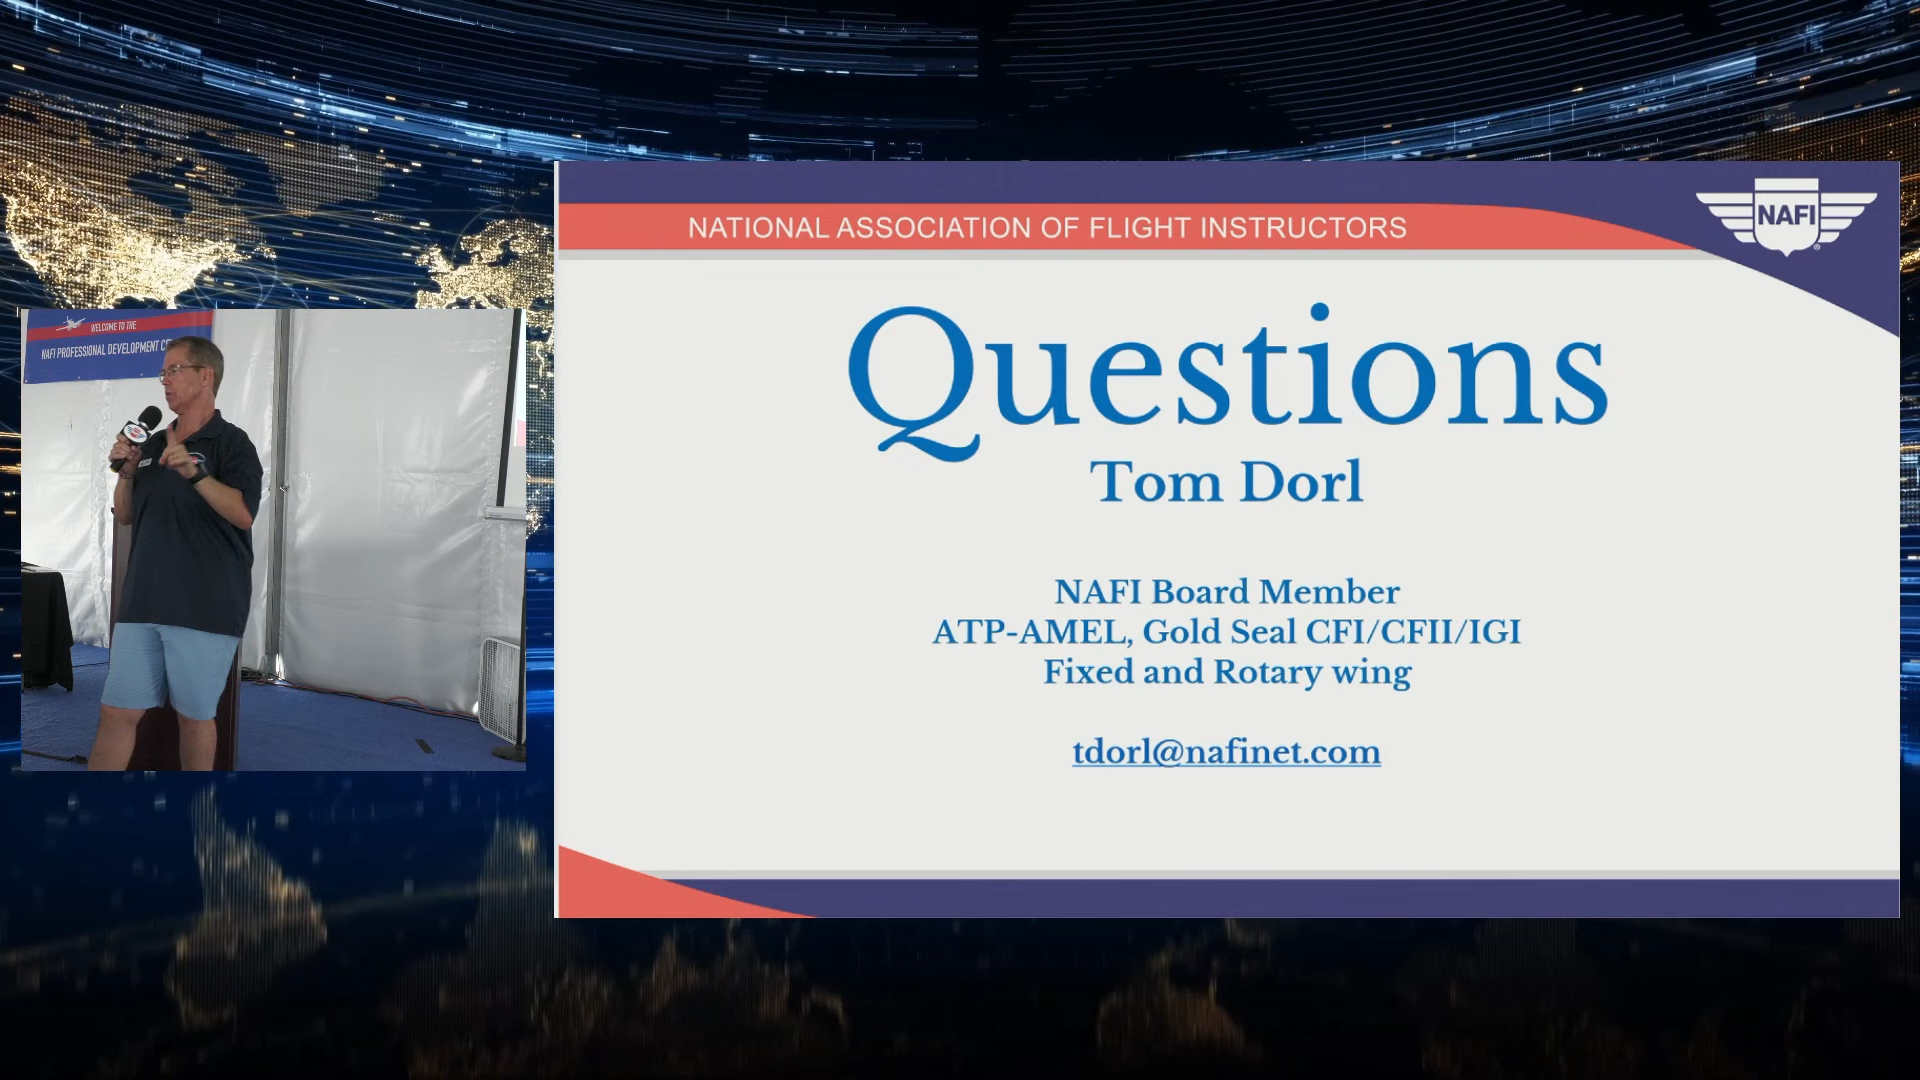 WELCOME TO THE
NAFI PROFESSIONAL DEVELOPMENT
NATIONAL ASSOCIATION OF FLIGHT INSTRUCTORS
NAFI
Questions
Tom Dorl
NAFI Board Member
ATP-AMEL, Gold Seal CFI/CFII/IGI
Fixed and Rotary wing
tdorl@nafinet.com